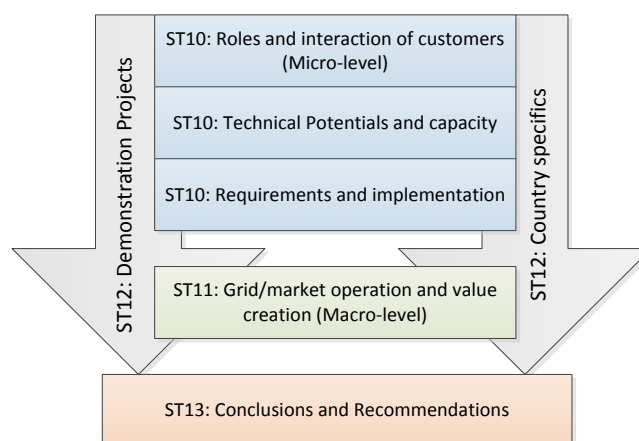 ST10: Roles and interaction of customers
(Micro-level)
ST10: Technical Potentials and capacity
ST10: Requirements and implementation
ST12: Demonstration Projects
ST12: Country specifics
ST11: Grid/market operation and value
creation (Macro-level)
ST13: Conclusions and Recommendations